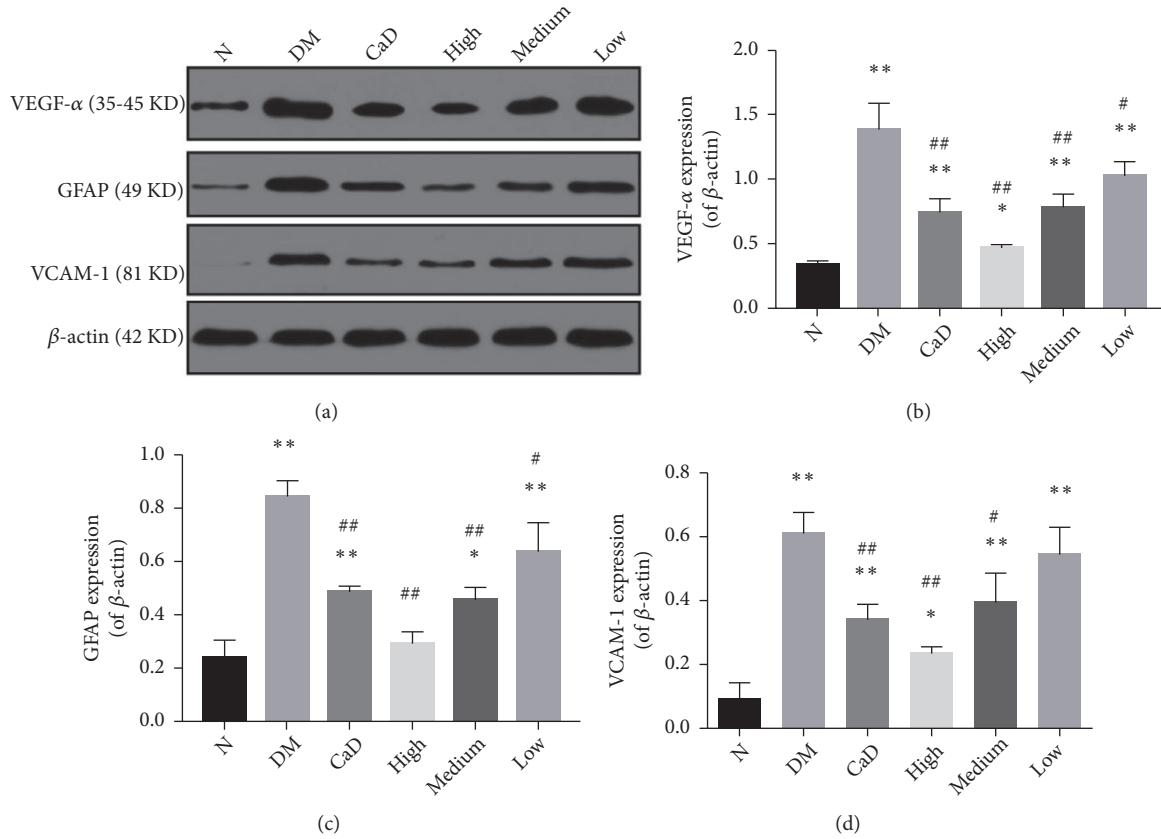 N DM CaD High Medium Low
VEGF-α (35-45 KD)
GFAP (49 KD)
VCAM-1 (81 KD)
β-actin (42 KD)
(a)
VEGF-α expression
(of β-actin)
2.0
1.5
1.0
0.5
0.0
**
##
**
##
*
##
**
#
**
N DM CaD High Medium Low
(b)
GFAP expression
(of β-actin)
1.0
0.8
0.6
0.4
0.2
0.0
**
##
**
##
##
*
#
**
N DM CaD High Medium Low
(c)
VCAM-1 expression
(of β-actin)
0.8
0.6
0.4
0.2
0.0
**
##
**
##
*
#
**
**
N DM CaD High Medium Low
(d)